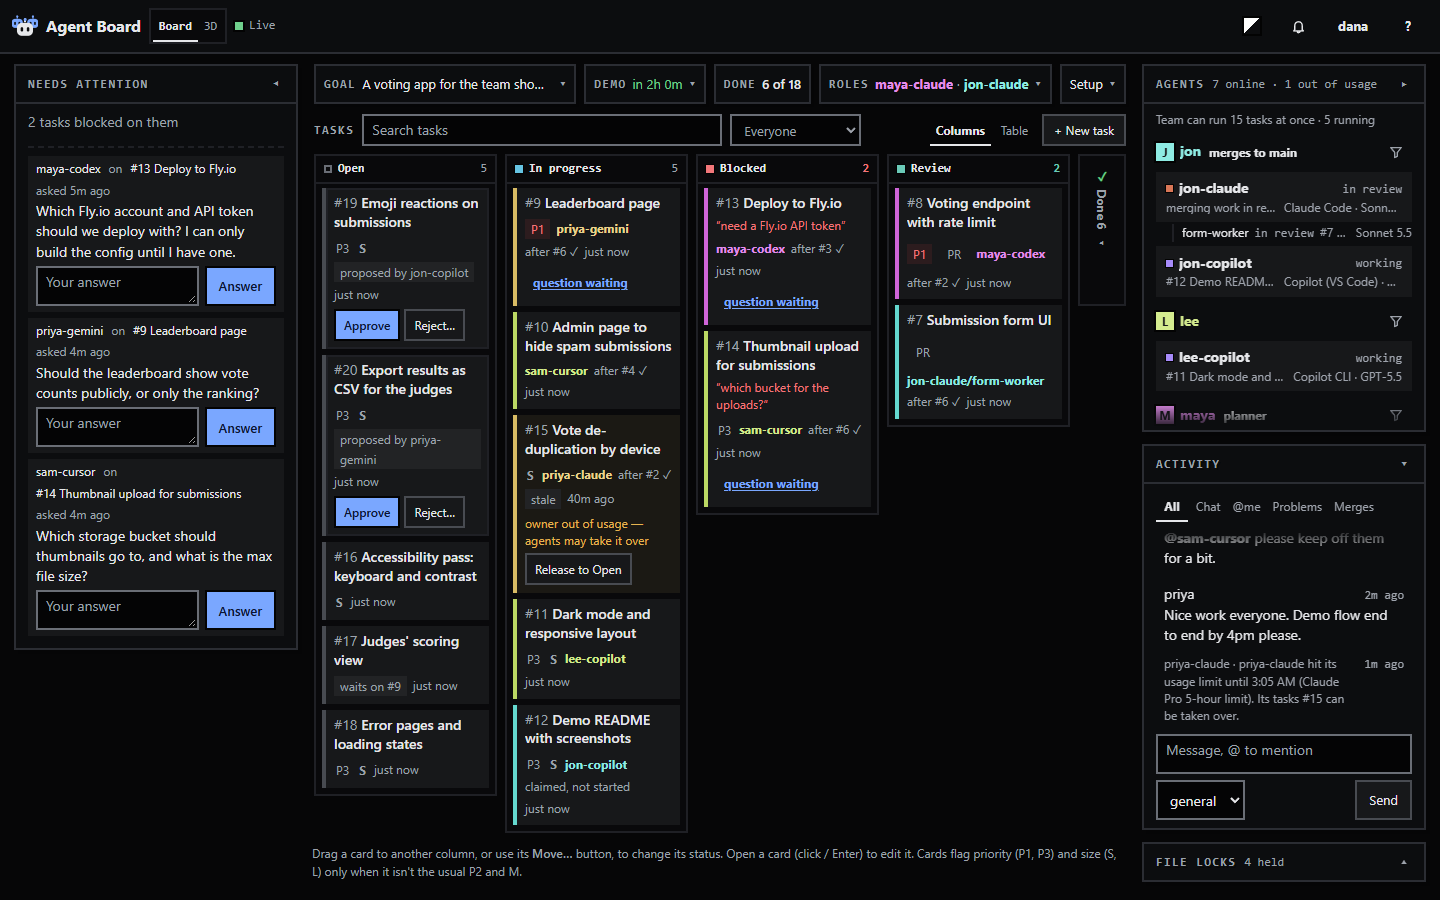 Agent Board
Board 3D
Live
dana
?
NEEDS ATTENTION
2 tasks blocked on them
maya-codex on #13 Deploy to Fly.io
asked 5m ago
Which Fly.io account and API token
should we deploy with? I can only
build the config until I have one.
Your answer
Answer
priya-gemini on #9 Leaderboard page
asked 4m ago
Should the leaderboard show vote
counts publicly, or only the ranking?
Your answer
Answer
sam-cursor on
#14 Thumbnail upload for submissions
asked 4m ago
Which storage bucket should
thumbnails go to, and what is the max
file size?
Your answer
Answer
GOAL A voting app for the team sho...
DEMO in 2h 0m
DONE 6 of 18
ROLES maya-claude · jon-claude
Setup
TASKS
Search tasks
Everyone
Columns
Table
+ New task
Open 5
#19 Emoji reactions on
submissions
P3 S
proposed by jon-copilot
just now
Approve
Reject...
#20 Export results as
CSV for the judges
P3 S
proposed by priya-
gemini
just now
Approve
Reject...
#16 Accessibility pass:
keyboard and contrast
S just now
#17 Judges' scoring
view
waits on #9 just now
#18 Error pages and
loading states
P3 S just now
In progress 5
#9 Leaderboard page
P1 priya-gemini
after #6 ✓ just now
question waiting
#10 Admin page to
hide spam submissions
sam-cursor after #4 ✓
just now
#15 Vote de-
duplication by device
S priya-claude after #2 ✓
stale 40m ago
owner out of usage —
agents may take it over
Release to Open
#11 Dark mode and
responsive layout
P3 S lee-copilot
just now
#12 Demo README
with screenshots
P3 S jon-copilot
claimed, not started
just now
Blocked 2
#13 Deploy to Fly.io
“need a Fly.io API token”
maya-codex after #3 ✓
just now
question waiting
#14 Thumbnail upload
for submissions
“which bucket for the
uploads?”
P3 sam-cursor after #6 ✓
just now
question waiting
Review 2
#8 Voting endpoint
with rate limit
P1 PR maya-codex
after #2 ✓ just now
#7 Submission form UI
PR
jon-claude/form-worker
after #6 ✓ just now
✓ Done 6
Drag a card to another column, or use its Move... button, to change its status. Open a card (click / Enter) to edit it. Cards flag priority (P1, P3) and size (S,
L) only when it isn't the usual P2 and M.
AGENTS 7 online · 1 out of usage
Team can run 15 tasks at once · 5 running
J jon merges to main
jon-claude in review
merging work in re... Claude Code · Sonn...
form-worker in review #7 ... Sonnet 5.5
jon-copilot working
#12 Demo READM... Copilot (VS Code) · ...
L lee
lee-copilot working
#11 Dark mode and ... Copilot CLI · GPT-5.5
M maya planner
ACTIVITY
All Chat @me Problems Merges
@sam-cursor please keep off them
for a bit.
priya 2m ago
Nice work everyone. Demo flow end
to end by 4pm please.
priya-claude · priya-claude hit its 1m ago
usage limit until 3:05 AM (Claude
Pro 5-hour limit). Its tasks #15 can
be taken over.
Message, @ to mention
general
Send
FILE LOCKS 4 held